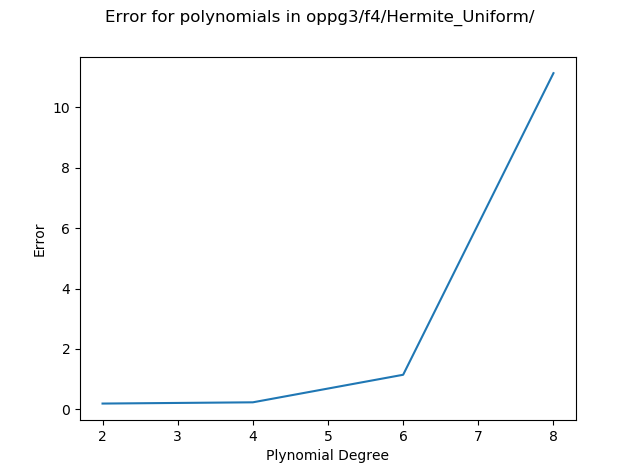 Error for polynomials in oppg3/f4/Hermite_Uniform/
10
8
6
4
2
0
Error
2 3 4 5 6 7 8
Plynomial Degree